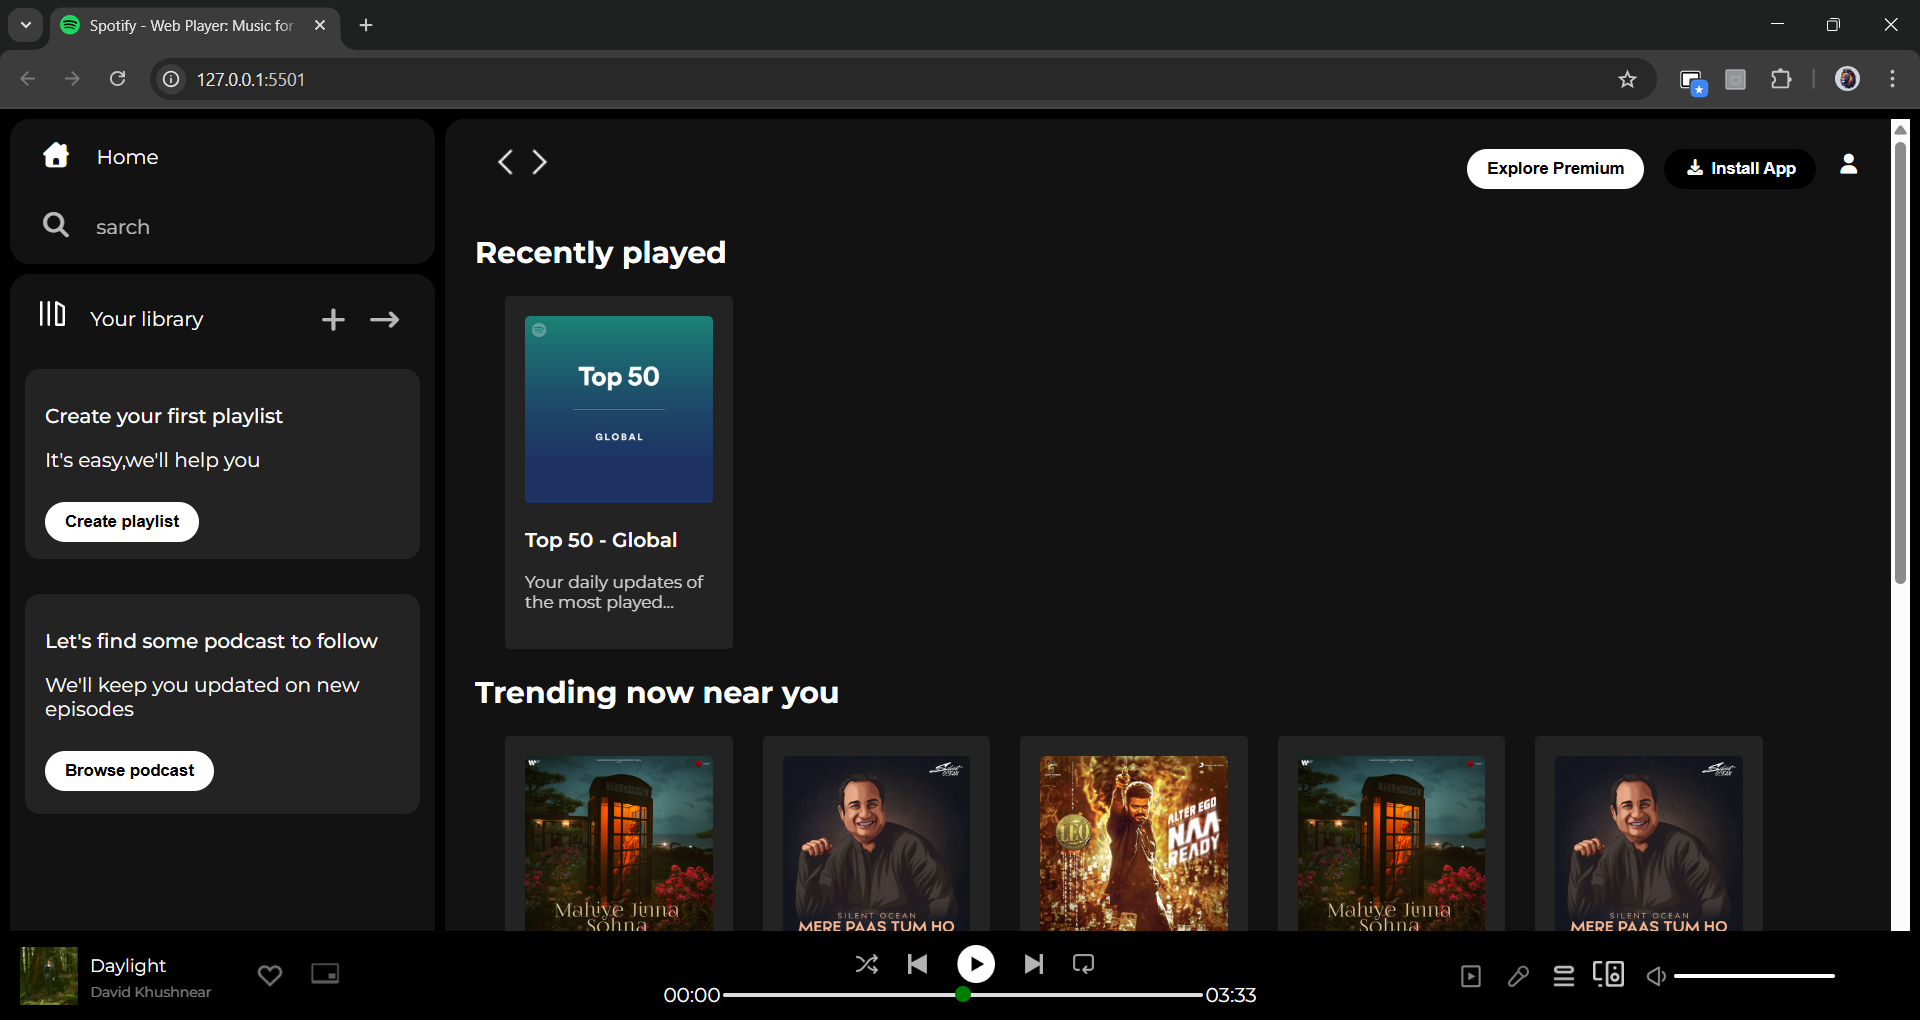 Spotify - Web Player: Music for
127.0.0.1:5501
Home
sarch
Your library
Create your first playlist
It's easy,we'll help you
Create playlist
Let's find some podcast to follow
We'll keep you updated on new
episodes
Browse podcast
Explore Premium
Install App
Recently played
Top 50
GLOBAL
Top 50 - Global
Your daily updates of
the most played...
Trending now near you
Mahiye Jinna
Sohna
Silent
OCEAN
SILENT OCEAN
MERE PAAS TUM HO
LEO
ALTER EGO
NAA
READY
Mahiye Jinna
Sohna
Silent
OCEAN
SILENT OCEAN
MERE PAAS TUM HO
Daylight
David Khushnear
00:00
03:33